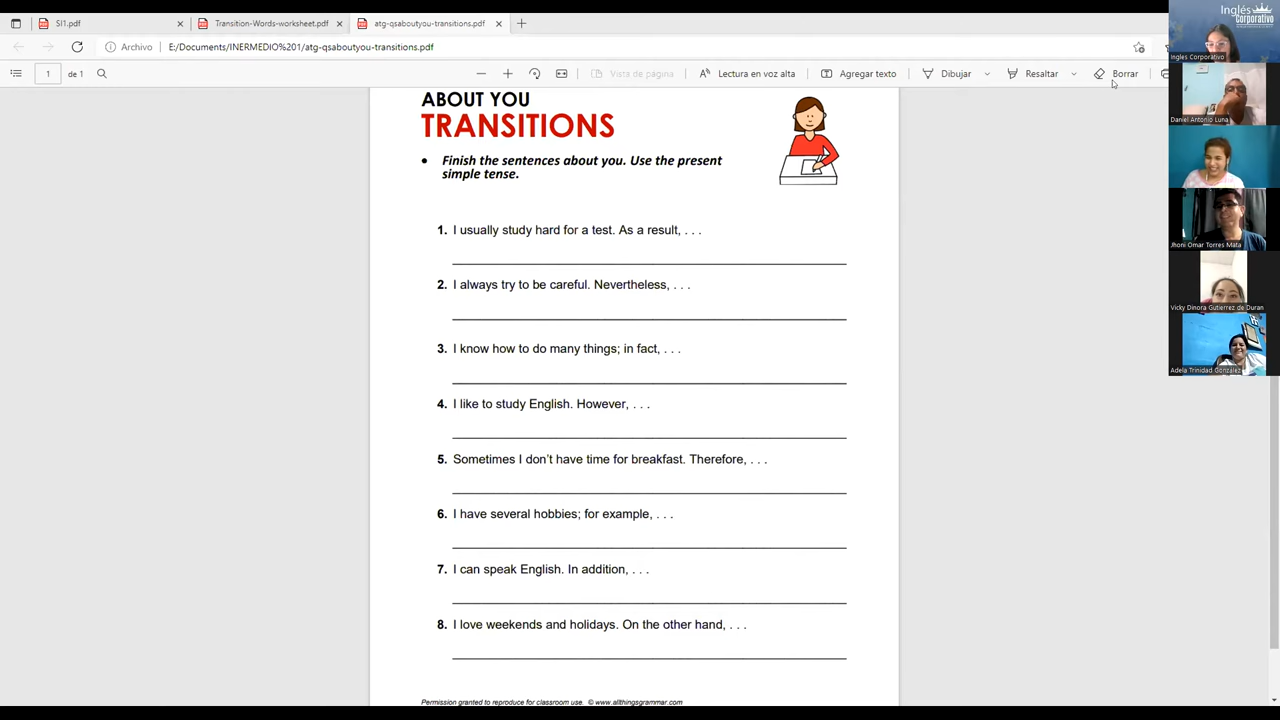 SI1.pdf
Transition-Words-worksheet.pdf
atg-qsaboutyou-transitions.pdf
Archivo
E:/Documents/INERMEDIO%201/atg-qsaboutyou-transitions.pdf
1
de 1
Vista de página
Lectura en voz alta
Agregar texto
Dibujar
Resaltar
Borrar
Inglés
Corporativo
Ingles Corporativo
Daniel Antonio Luna
Jhoni Omar Torres Mata
Vicky Dinora Gutierrez de Duran
Adela Trinidad Gonzalez
ABOUT YOU
TRANSITIONS
• Finish the sentences about you. Use the present
simple tense.
1. I usually study hard for a test. As a result, . . .
2. I always try to be careful. Nevertheless, . . .
3. I know how to do many things; in fact, . . .
4. I like to study English. However, . . .
5. Sometimes I don't have time for breakfast. Therefore, . . .
6. I have several hobbies; for example, . . .
7. I can speak English. In addition, . . .
8. I love weekends and holidays. On the other hand, . . .
Permission granted to reproduce for classroom use. © www.allthingsgrammar.com